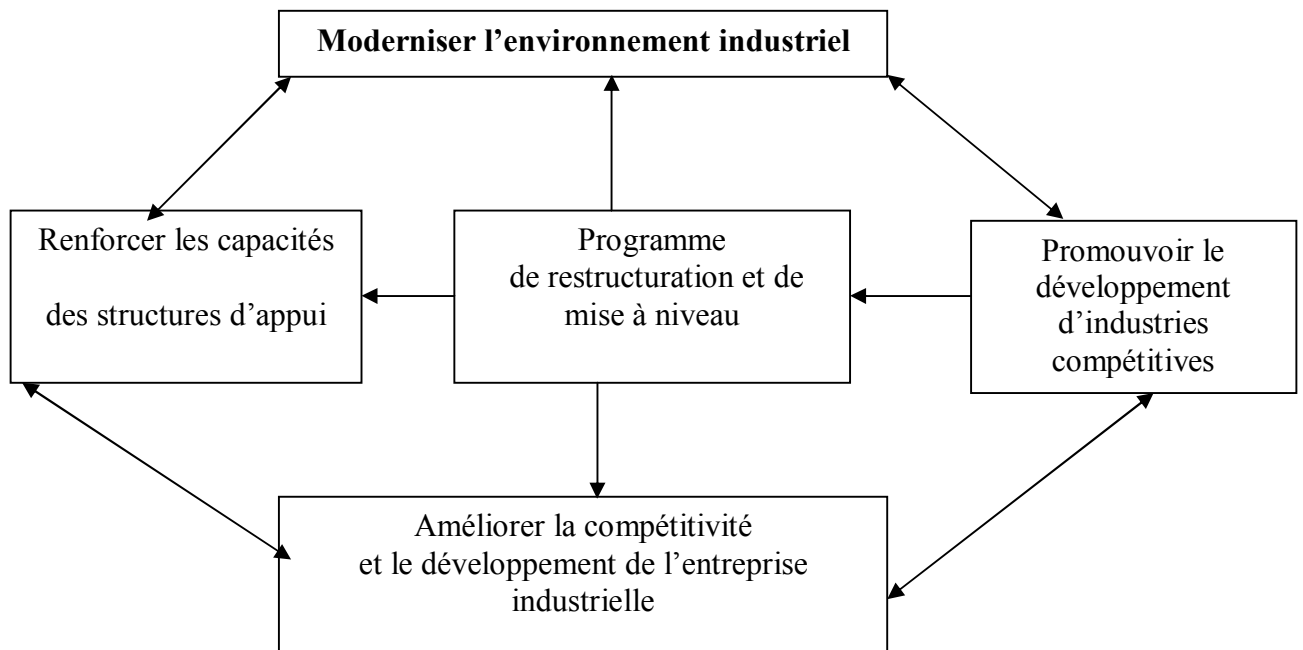 Moderniser l’environnement industriel
Renforcer les capacités
des structures d’appui
Programme
de restructuration et de
mise à niveau
Promouvoir le
développement
d’industries
compétitives
Améliorer la compétitivité
et le développement de l’entreprise
industrielle